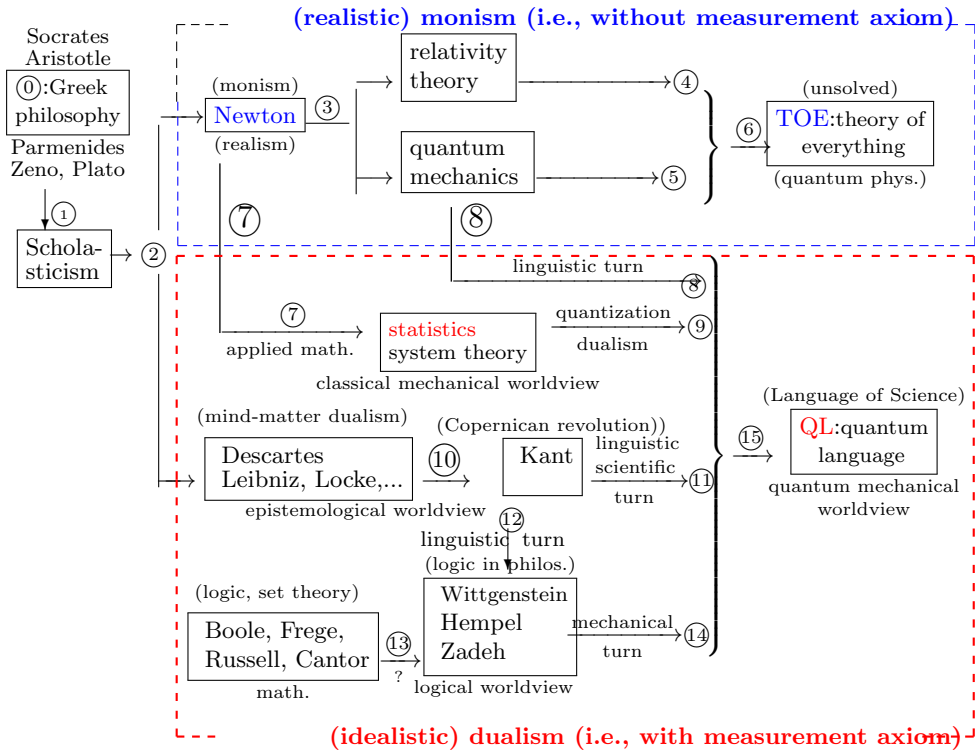 (realistic) monism (i.e., without measurement axiom)
Socrates
Aristotle
⓪:Greek
philosophy
Parmenides
Zeno, Plato
①
Schola-
sticism
②
(monism)
Newton
(realism)
③
relativity
theory
④
quantum
mechanics
⑤
⑥
(unsolved)
TOE:theory of
everything
(quantum phys.)
⑦
⑧
linguistic turn
⑧
⑦
applied math.
statistics
system theory
classical mechanical worldview
quantization
dualism
⑨
(mind-matter dualism)
Descartes
Leibniz, Locke,...
epistemological worldview
⑩
(Copernican revolution))
Kant
linguistic
scientific
turn
⑪
⑫
linguistic turn
(logic in philos.)
Wittgenstein
Hempel
Zadeh
logical worldview
(logic, set theory)
Boole, Frege,
Russell, Cantor
math.
⑬
?
mechanical
turn
⑭
⑮
(Language of Science)
QL:quantum
language
quantum mechanical
worldview
(idealistic) dualism (i.e., with measurement axiom)